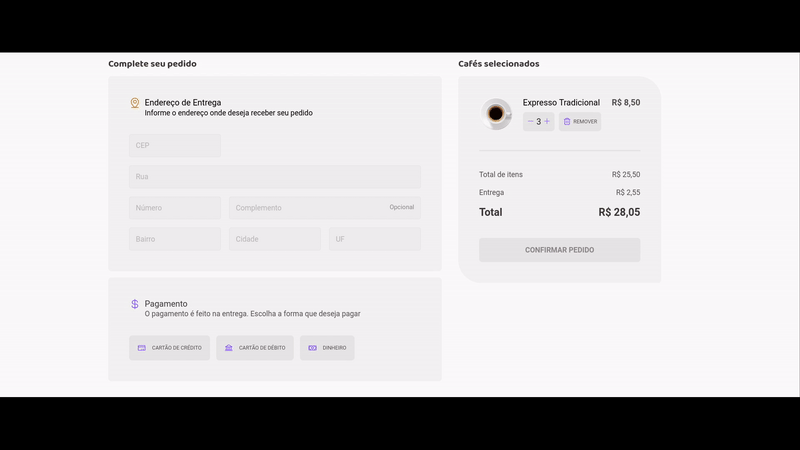 Complete seu pedido
Endereço de Entrega
Informe o endereço onde deseja receber seu pedido
CEP
Rua
Número
Complemento
Opcional
Bairro
Cidade
UF
Pagamento
O pagamento é feito na entrega. Escolha a forma que deseja pagar
CARTÃO DE CRÉDITO
CARTÃO DE DÉBITO
DINHEIRO
Cafés selecionados
Expresso Tradicional R$ 8,50
3
REMOVER
Total de itens R$ 25,50
Entrega R$ 2,55
Total R$ 28,05
CONFIRMAR PEDIDO